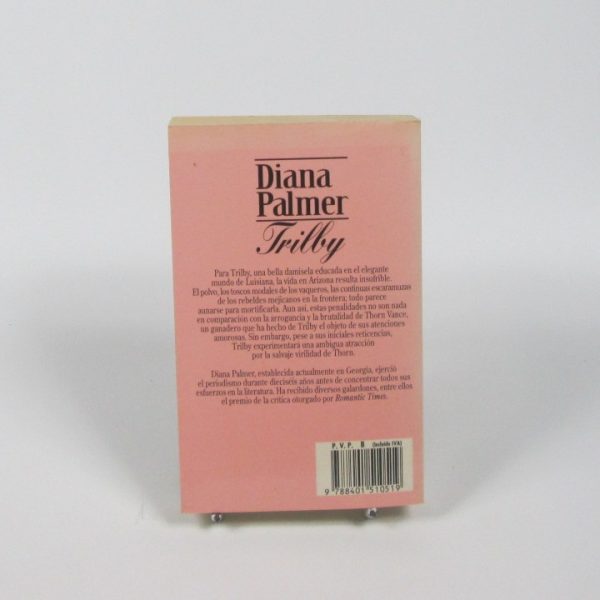 Diana
Palmer
Trilby
Para Trilby, una bella damisela educada en el elegante
mundo de Luisiana, la vida en Arizona resulta insufrible.
El polvo, los toscos modales de los vaqueros, las continuas escaramuzas
de los rebeldes mejicanos en la frontera; todo parece
aunarse para mortificarla. Aun así, estas penalidades no son nada
en comparación con la arrogancia y la brutalidad de Thorn Vance,
un ganadero que ha hecho de Trilby el objeto de sus atenciones
amorosas. Sin embargo, pese a sus iniciales reticencias,
Trilby experimentará una ambigua atracción
por la salvaje virilidad de Thorn.
Diana Palmer, establecida actualmente en Georgia, ejerció
el periodismo durante dieciséis años antes de concentrar todos sus
esfuerzos en la literatura. Ha recibido diversos galardones, entre ellos
el premio de la crítica otorgado por Romantic Times.
P. V. P. B (Incluido IVA)
9 788401 510519